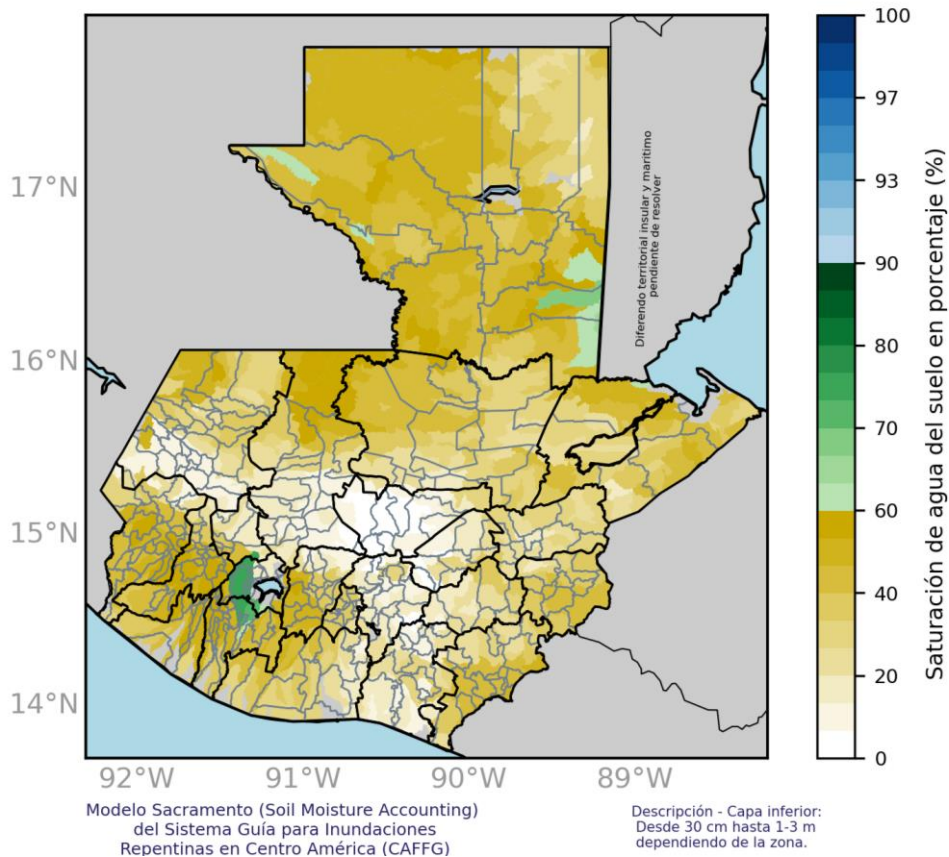 100
97
93
90
80
70
60
40
20
0
Saturación de agua del suelo en porcentaje (%)
17°N
16°N
15°N
14°N
92°W
91°W
90°W
89°W
Diferendo territorial insular y maritimo
pendiente de resolver
Modelo Sacramento (Soil Moisture Accounting)
del Sistema Guía para Inundaciones
Repentinas en Centro América (CAFFG)
Descripción - Capa inferior:
Desde 30 cm hasta 1-3 m
dependiendo de la zona.